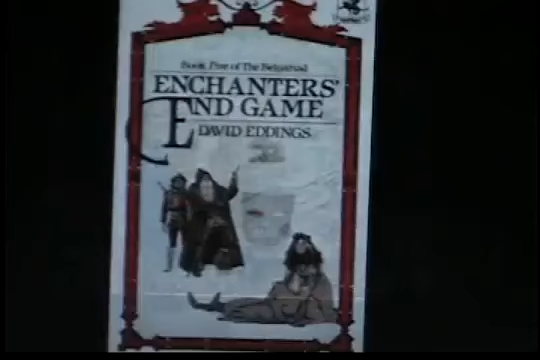 Book Five of The Belgariad
ENCHANTERS'
END GAME
DAVID EDDINGS